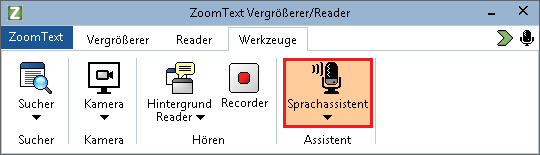 ZoomText Vergrößerer/Reader
ZoomText Vergrößerer Reader Werkzeuge
Sucher Kamera Hintergrund Reader Recorder Sprachassistent
Sucher Kamera Hören Assistent